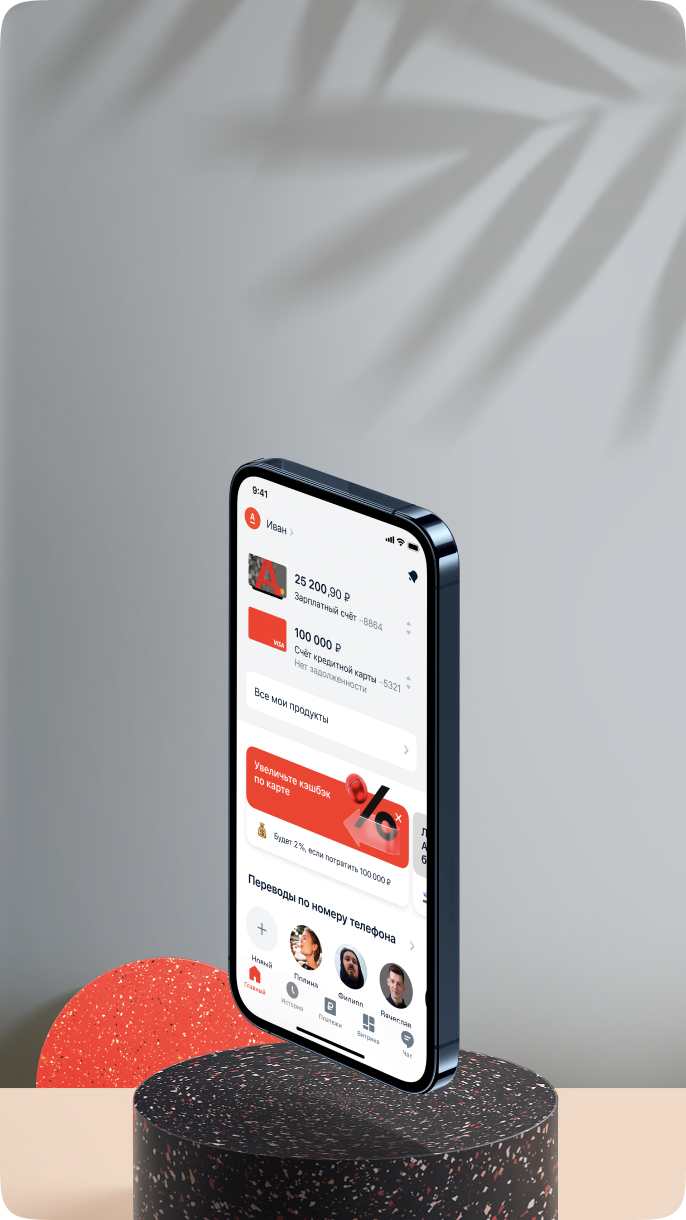 9:41
А
Иван
А
25 200,90 ₽
Зарплатный счёт ··8864
100 000 ₽
VISA
Счёт кредитной карты ··5321
Нет задолженности
Все мои продукты
Увеличьте кэшбэк
по карте
%
Будет 2%, если потратить 100 000 ₽
Л
А
б
Переводы по номеру телефона
Новый
Полина
Филипп
Вячеслав
Главный
История
Платежи
Витрина
Чат